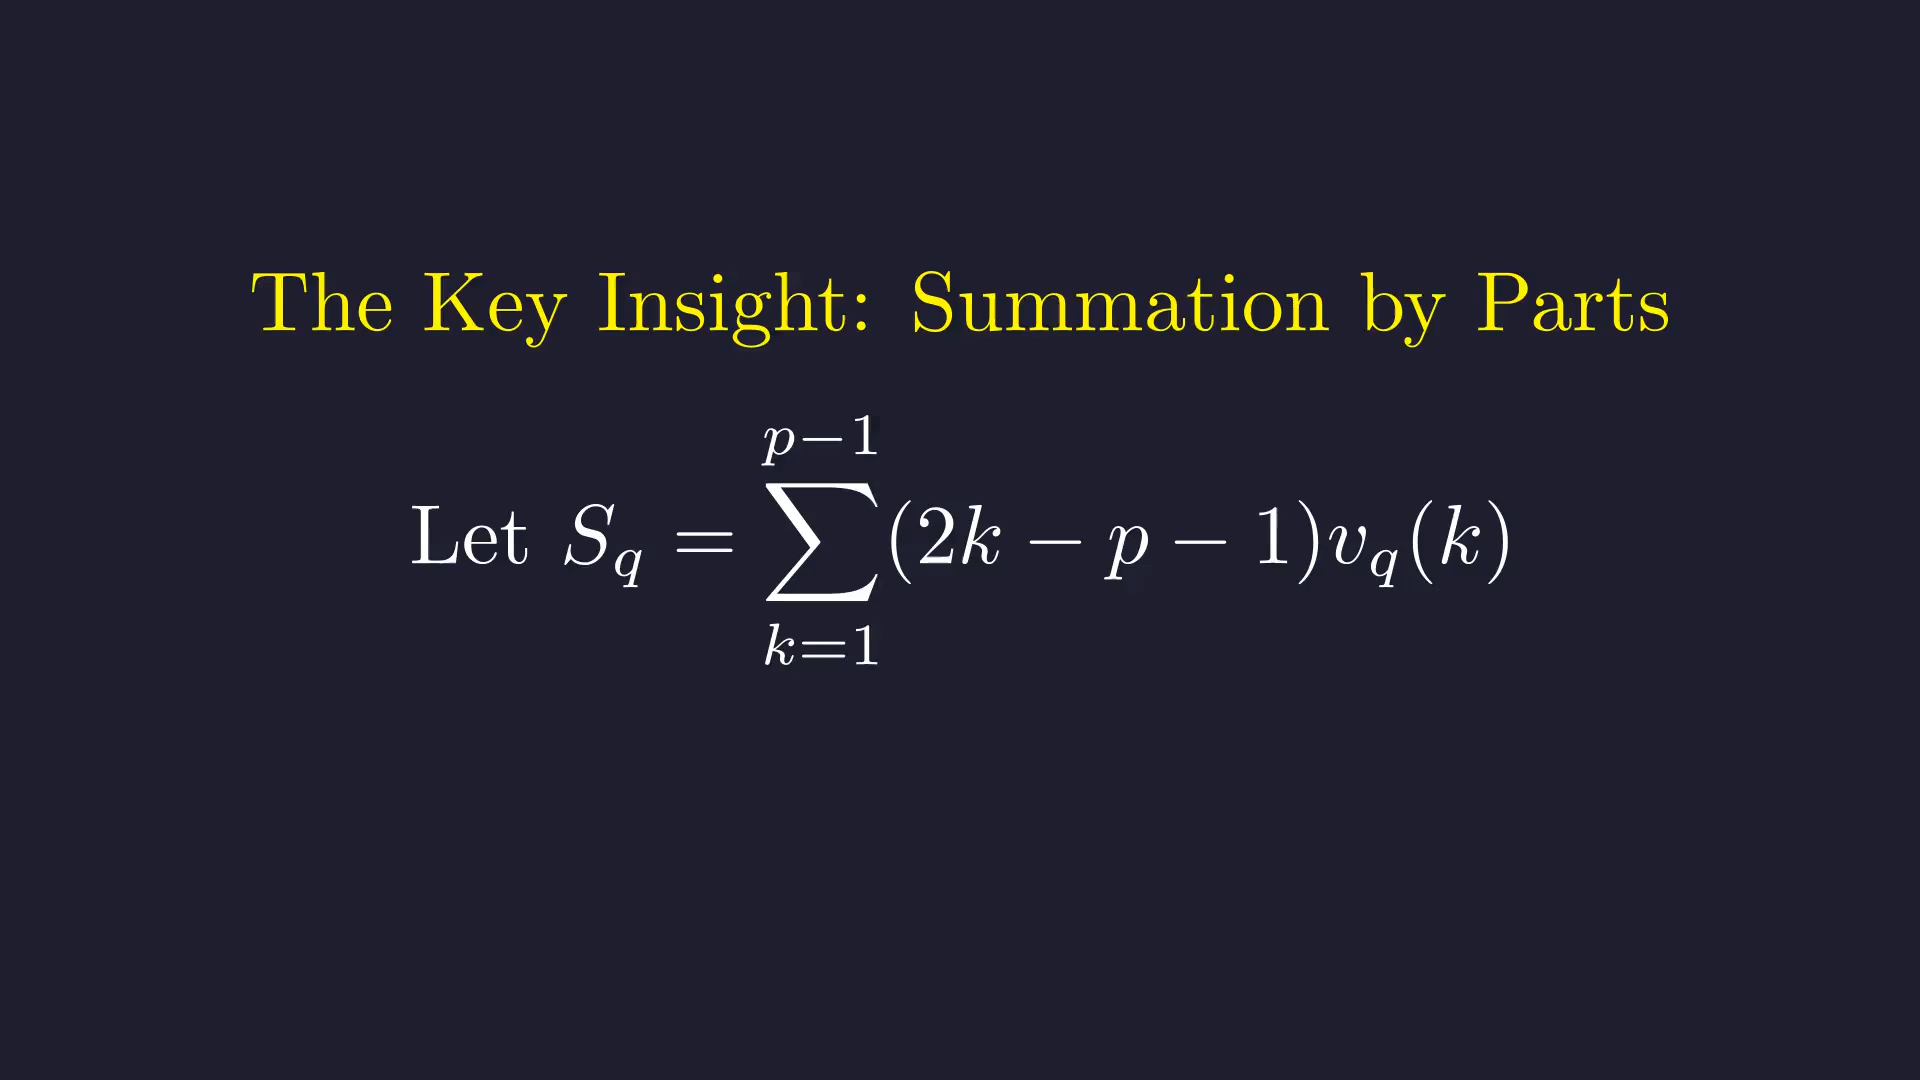 The Key Insight: Summation by Parts
Let $S_q = \sum_{k=1}^{p-1} (2k - p - 1) v_q(k)$